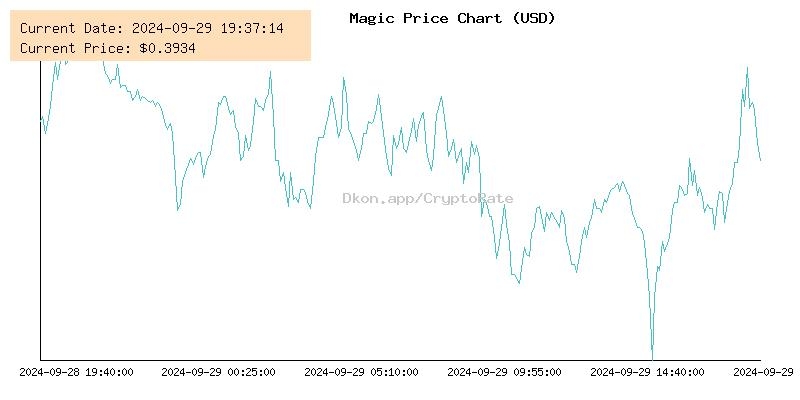 Magic Price Chart (USD)
Current Date: 2024-09-29 19:37:14
Current Price: $0.3934
Dkon.app/CryptoRate
2024-09-28 19:40:00 2024-09-29 00:25:00 2024-09-29 05:10:00 2024-09-29 09:55:00 2024-09-29 14:40:00 2024-09-29